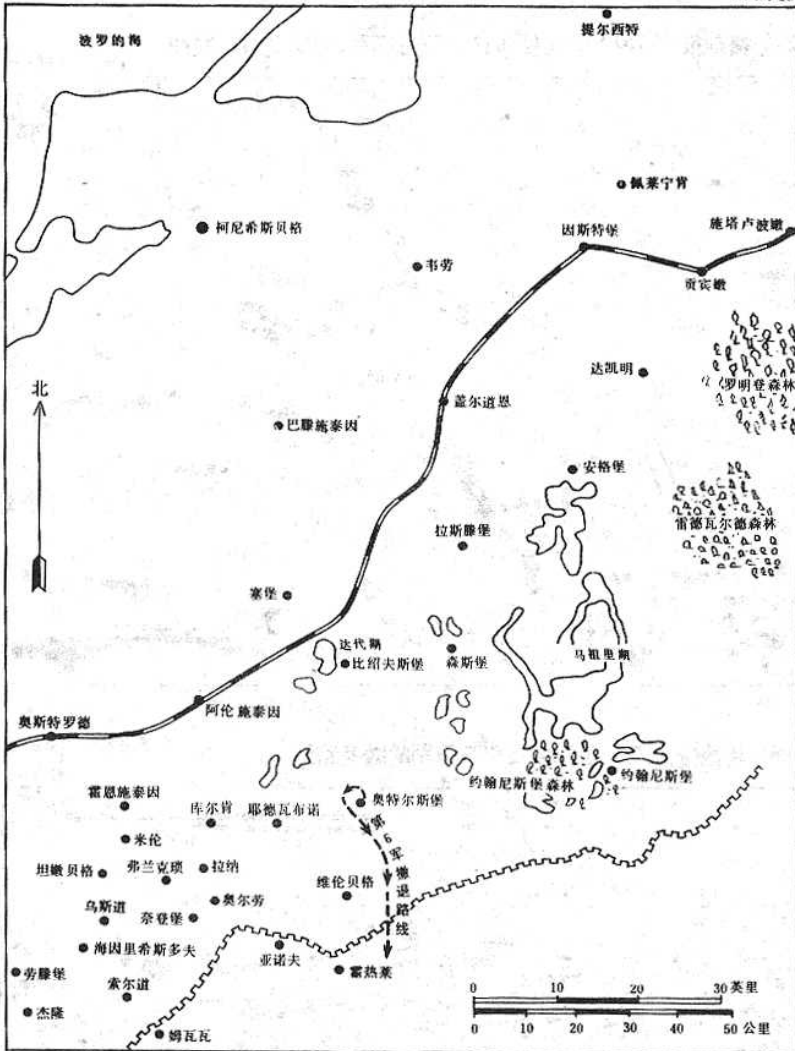 波罗的海
提尔西特
佩莱宁肯
柯尼希斯贝格
因斯特堡
施塔卢波嫩
韦劳
贡宾嫩
北
达凯明
罗明登森林
盖尔道恩
巴滕施泰因
安格堡
雷德瓦尔德森林
拉斯滕堡
塞堡
达代湖
马祖里湖
比绍夫斯堡
森斯堡
阿伦施泰因
奥斯特罗德
约翰尼斯堡森林
约翰尼斯堡
霍恩施泰因
库尔肯
耶德瓦布诺
奥特尔斯堡
第6军撤退路线
米伦
坦嫩贝格
弗兰克琐
拉纳
维伦贝格
奥尔劳
乌斯道
奈登堡
海因里希斯多夫
亚诺夫
霍热莱
劳滕堡
索尔道
杰隆
姆瓦瓦
0 10 20 30 英里
0 10 20 30 40 50 公里